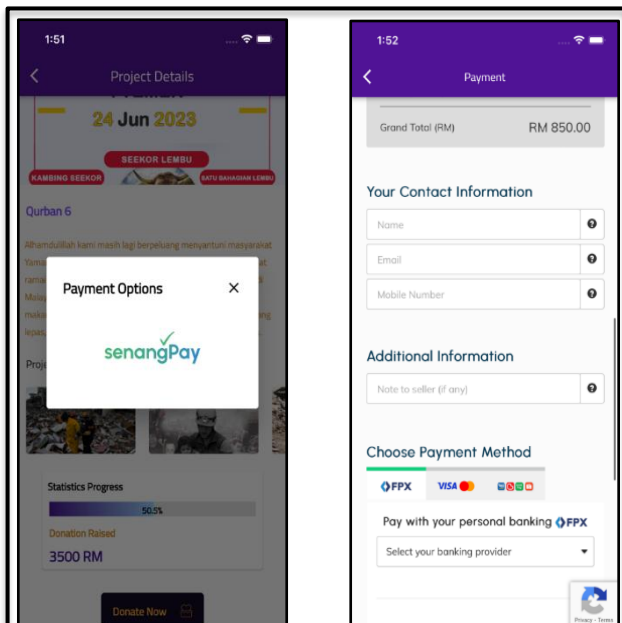 1:51
Project Details
24 Jun 2023
SEEKOR LEMBU
KAMBING SEEKOR
SATU BAHAGIAN LEMBU
Qurban 6
Alhamdulillah kami masih lagi berpeluang menyantuni masyarakat
Payment Options
senangPay
Statistics Progress
50.5%
Donation Raised
3500 RM
Donate Now
1:52
Payment
Grand Total (RM) RM 850.00
Your Contact Information
Name
Email
Mobile Number
Additional Information
Note to seller (if any)
Choose Payment Method
FPX VISA
Pay with your personal banking FPX
Select your banking provider
Privacy - Terms